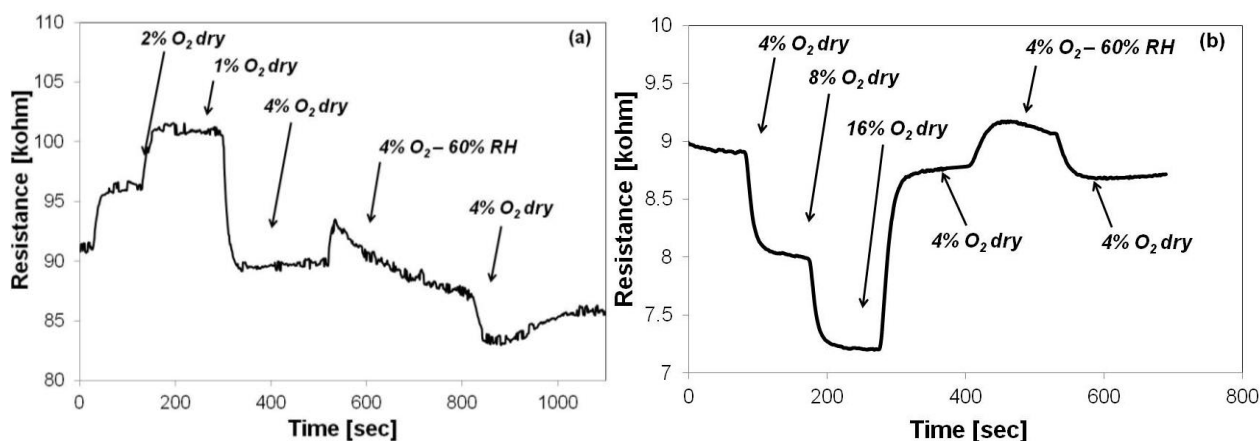 (a)
Resistance [kohm]
110
105
100
95
90
85
80
2% O2 dry
1% O2 dry
4% O2 dry
4% O2 – 60% RH
4% O2 dry
0
200
400
600
800
1000
Time [sec]
(b)
Resistance [kohm]
10
9.5
9
8.5
8
7.5
7
4% O2 dry
8% O2 dry
16% O2 dry
4% O2 – 60% RH
4% O2 dry
4% O2 dry
0
200
400
600
800
Time [sec]